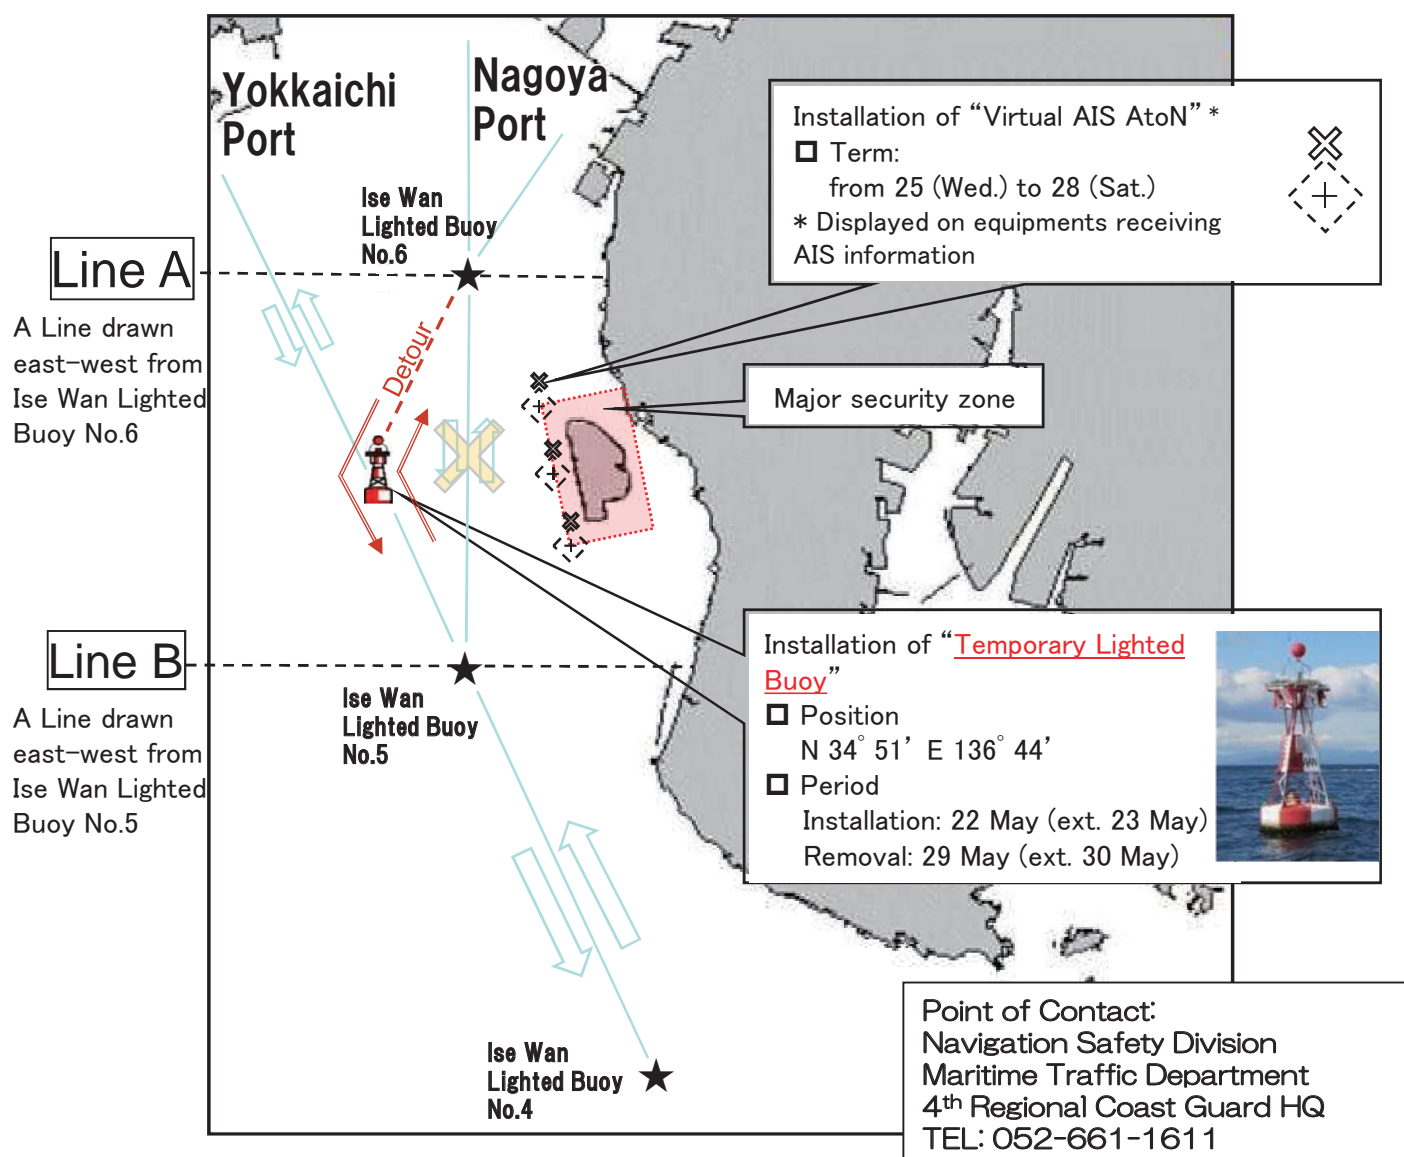 Yokkaichi
Port
Nagoya
Port
Installation of “Virtual AIS AtoN” *
Term:
from 25 (Wed.) to 28 (Sat.)
* Displayed on equipments receiving
AIS information
Ise Wan
Lighted Buoy
No.6
Line A
A Line drawn
east-west from
Ise Wan Lighted
Buoy No.6
Detour
Major security zone
Line B
A Line drawn
east-west from
Ise Wan Lighted
Buoy No.5
Ise Wan
Lighted Buoy
No.5
Installation of “Temporary Lighted
Buoy”
Position
N 34° 51’ E 136° 44’
Period
Installation: 22 May (ext. 23 May)
Removal: 29 May (ext. 30 May)
Ise Wan
Lighted Buoy
No.4
Point of Contact:
Navigation Safety Division
Maritime Traffic Department
4th Regional Coast Guard HQ
TEL: 052-661-1611